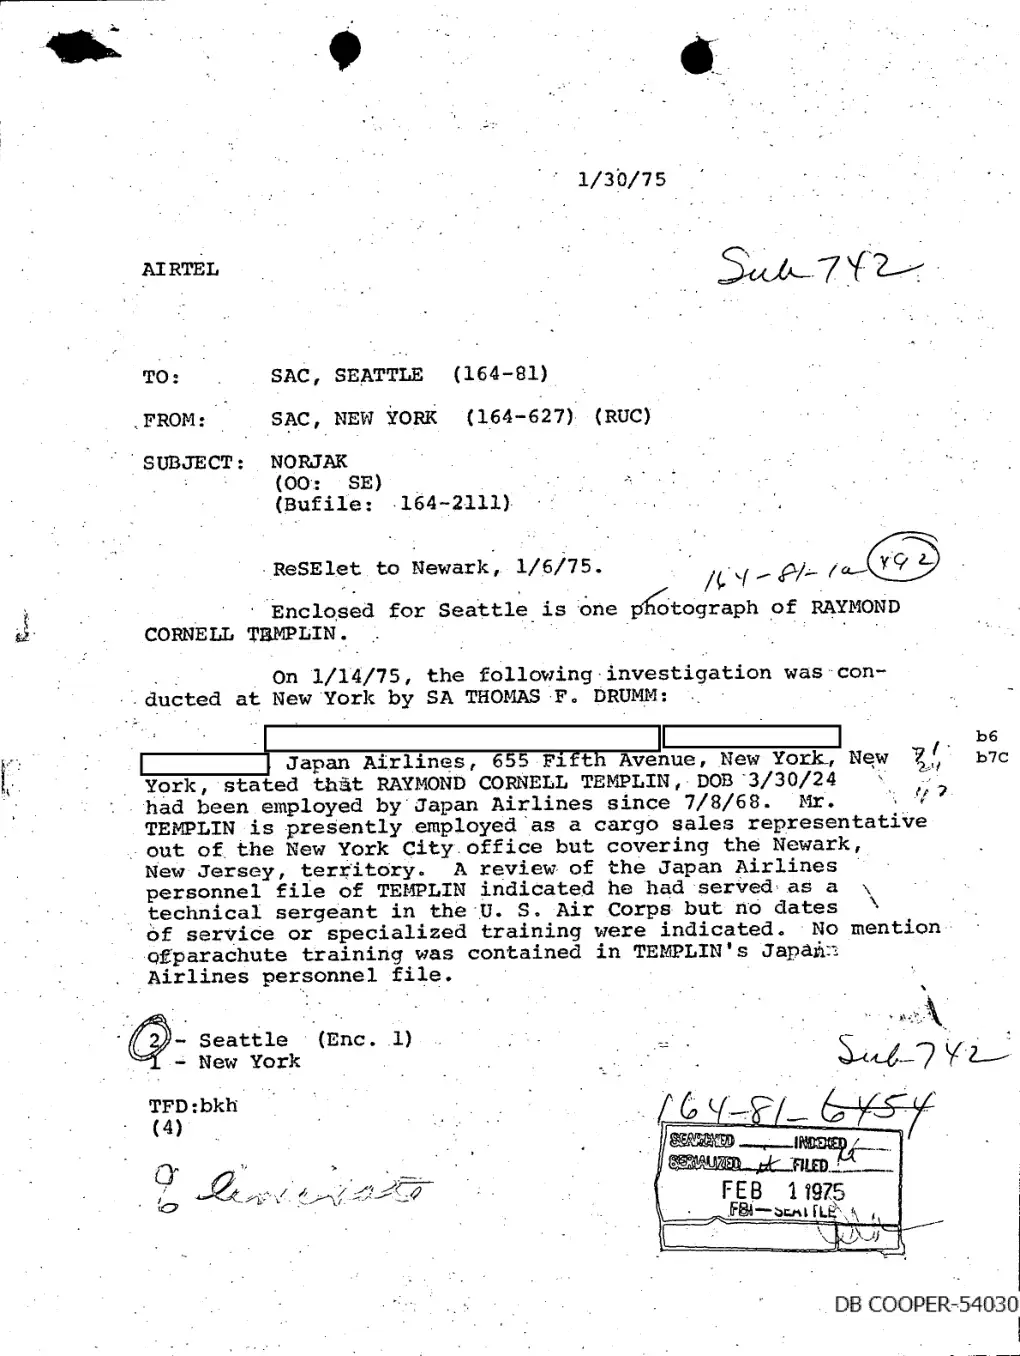 1/30/75
AIRTEL
Sub 742
TO: SAC, SEATTLE (164-81)
FROM: SAC, NEW YORK (164-627) (RUC)
SUBJECT: NORJAK
(OO: SE)
(Bufile: 164-2111)
ReSElet to Newark, 1/6/75.
164-81-1a
Enclosed for Seattle is one photograph of RAYMOND
CORNELL TEMPLIN.
On 1/14/75, the following investigation was con-
ducted at New York by SA THOMAS F. DRUMM:
b6
b7C
Japan Airlines, 655 Fifth Avenue, New York, New
York, stated that RAYMOND CORNELL TEMPLIN, DOB 3/30/24
had been employed by Japan Airlines since 7/8/68. Mr.
TEMPLIN is presently employed as a cargo sales representative
out of the New York City office but covering the Newark,
New Jersey, territory. A review of the Japan Airlines
personnel file of TEMPLIN indicated he had served as a
technical sergeant in the U. S. Air Corps but no dates
of service or specialized training were indicated. No mention
ofparachute training was contained in TEMPLIN's Japan
Airlines personnel file.
2 - Seattle (Enc. 1)
1 - New York
Sub 742
TFD:bkh
(4)
164-81-6454
SEARCHED INDEXED
SERIALIZED FILED
FEB 1 1975
FBI—SEATTLE
DB COOPER-54030